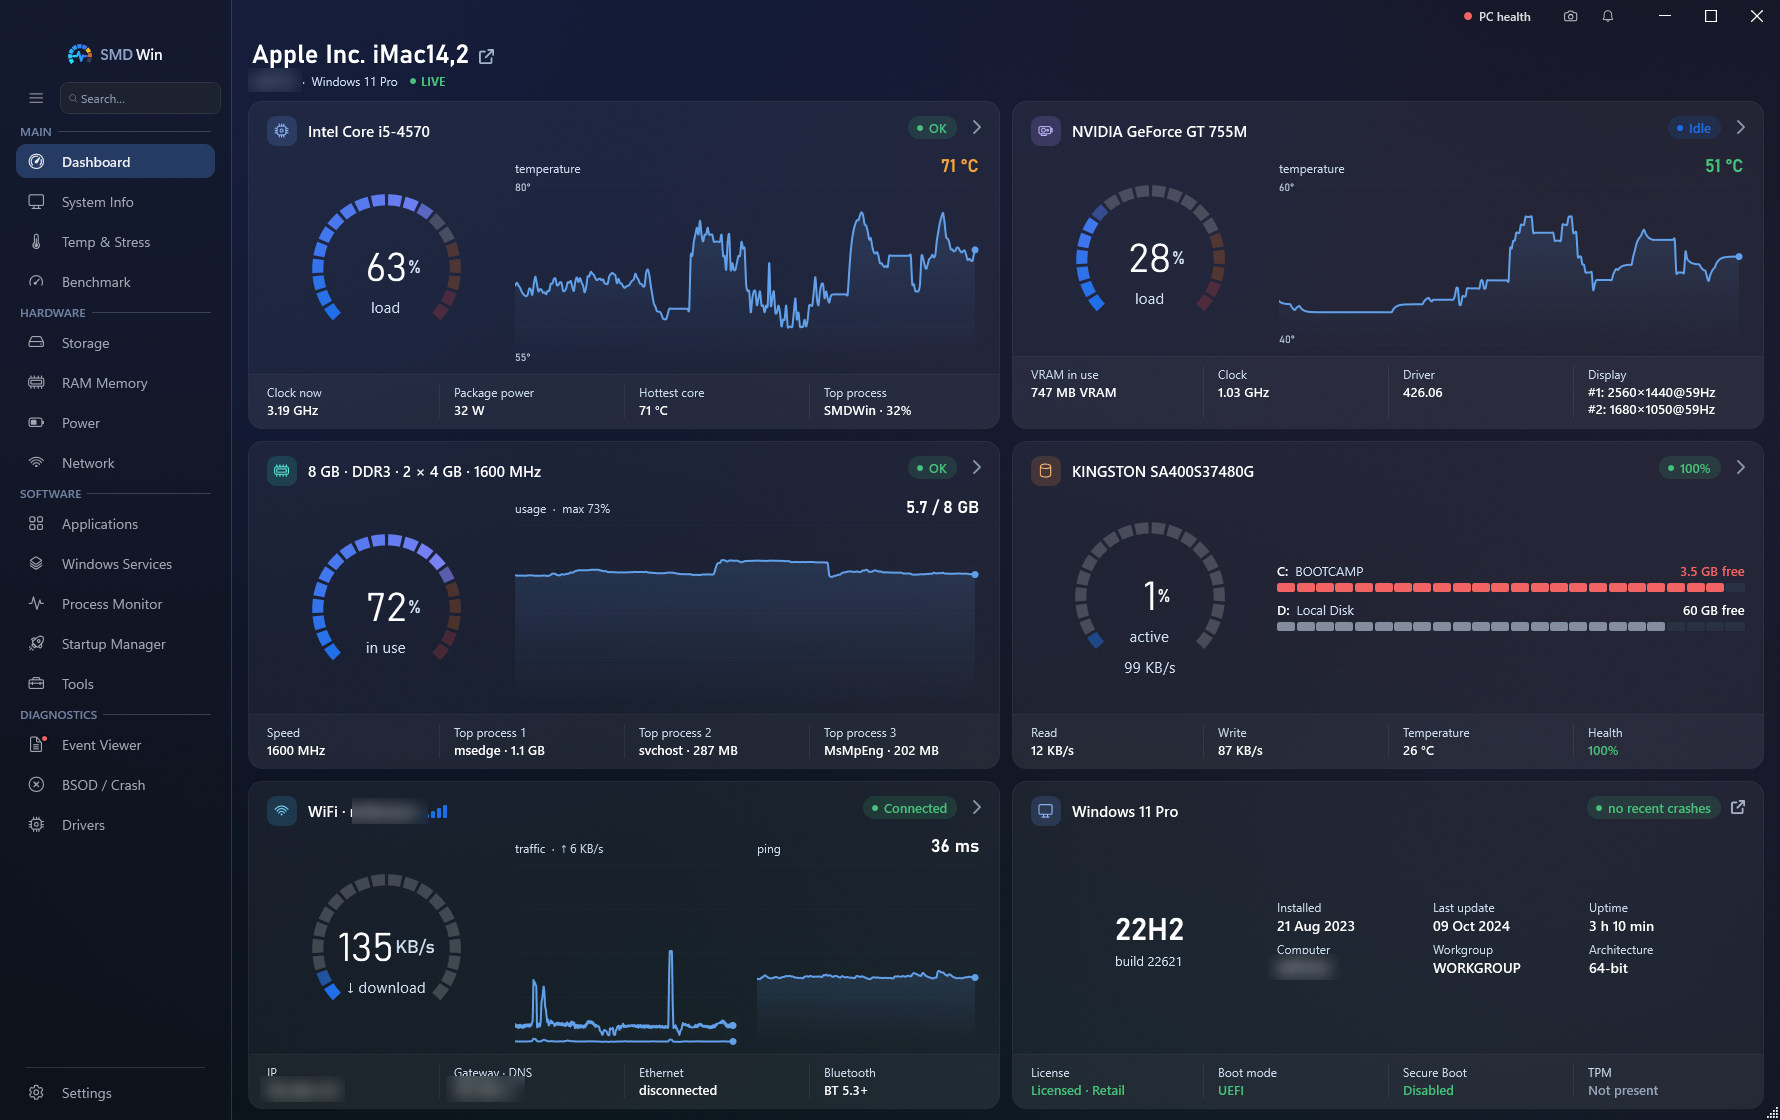 PC health
SMD Win
Search...
MAIN
Dashboard
System Info
Temp & Stress
Benchmark
HARDWARE
Storage
RAM Memory
Power
Network
SOFTWARE
Applications
Windows Services
Process Monitor
Startup Manager
Tools
DIAGNOSTICS
Event Viewer
BSOD / Crash
Drivers
Settings
Apple Inc. iMac14,2
· Windows 11 Pro ● LIVE
Intel Core i5-4570
OK
temperature
71 °C
80°
55°
63%
load
Clock now
3.19 GHz
Package power
32 W
Hottest core
71 °C
Top process
SMDWin · 32%
NVIDIA GeForce GT 755M
Idle
temperature
51 °C
60°
40°
28%
load
VRAM in use
747 MB VRAM
Clock
1.03 GHz
Driver
426.06
Display
#1: 2560×1440@59Hz
#2: 1680×1050@59Hz
8 GB · DDR3 · 2 × 4 GB · 1600 MHz
OK
usage · max 73%
5.7 / 8 GB
72%
in use
Speed
1600 MHz
Top process 1
msedge · 1.1 GB
Top process 2
svchost · 287 MB
Top process 3
MsMpEng · 202 MB
KINGSTON SA400S37480G
100%
1%
active
99 KB/s
C: BOOTCAMP
3.5 GB free
D: Local Disk
60 GB free
Read
12 KB/s
Write
87 KB/s
Temperature
26 °C
Health
100%
WiFi ·
Connected
traffic · ↑ 6 KB/s
ping
36 ms
135 KB/s
↓ download
IP
Gateway · DNS
Ethernet
disconnected
Bluetooth
BT 5.3+
Windows 11 Pro
no recent crashes
22H2
build 22621
Installed
21 Aug 2023
Last update
09 Oct 2024
Uptime
3 h 10 min
Computer
Workgroup
WORKGROUP
Architecture
64-bit
License
Licensed · Retail
Boot mode
UEFI
Secure Boot
Disabled
TPM
Not present